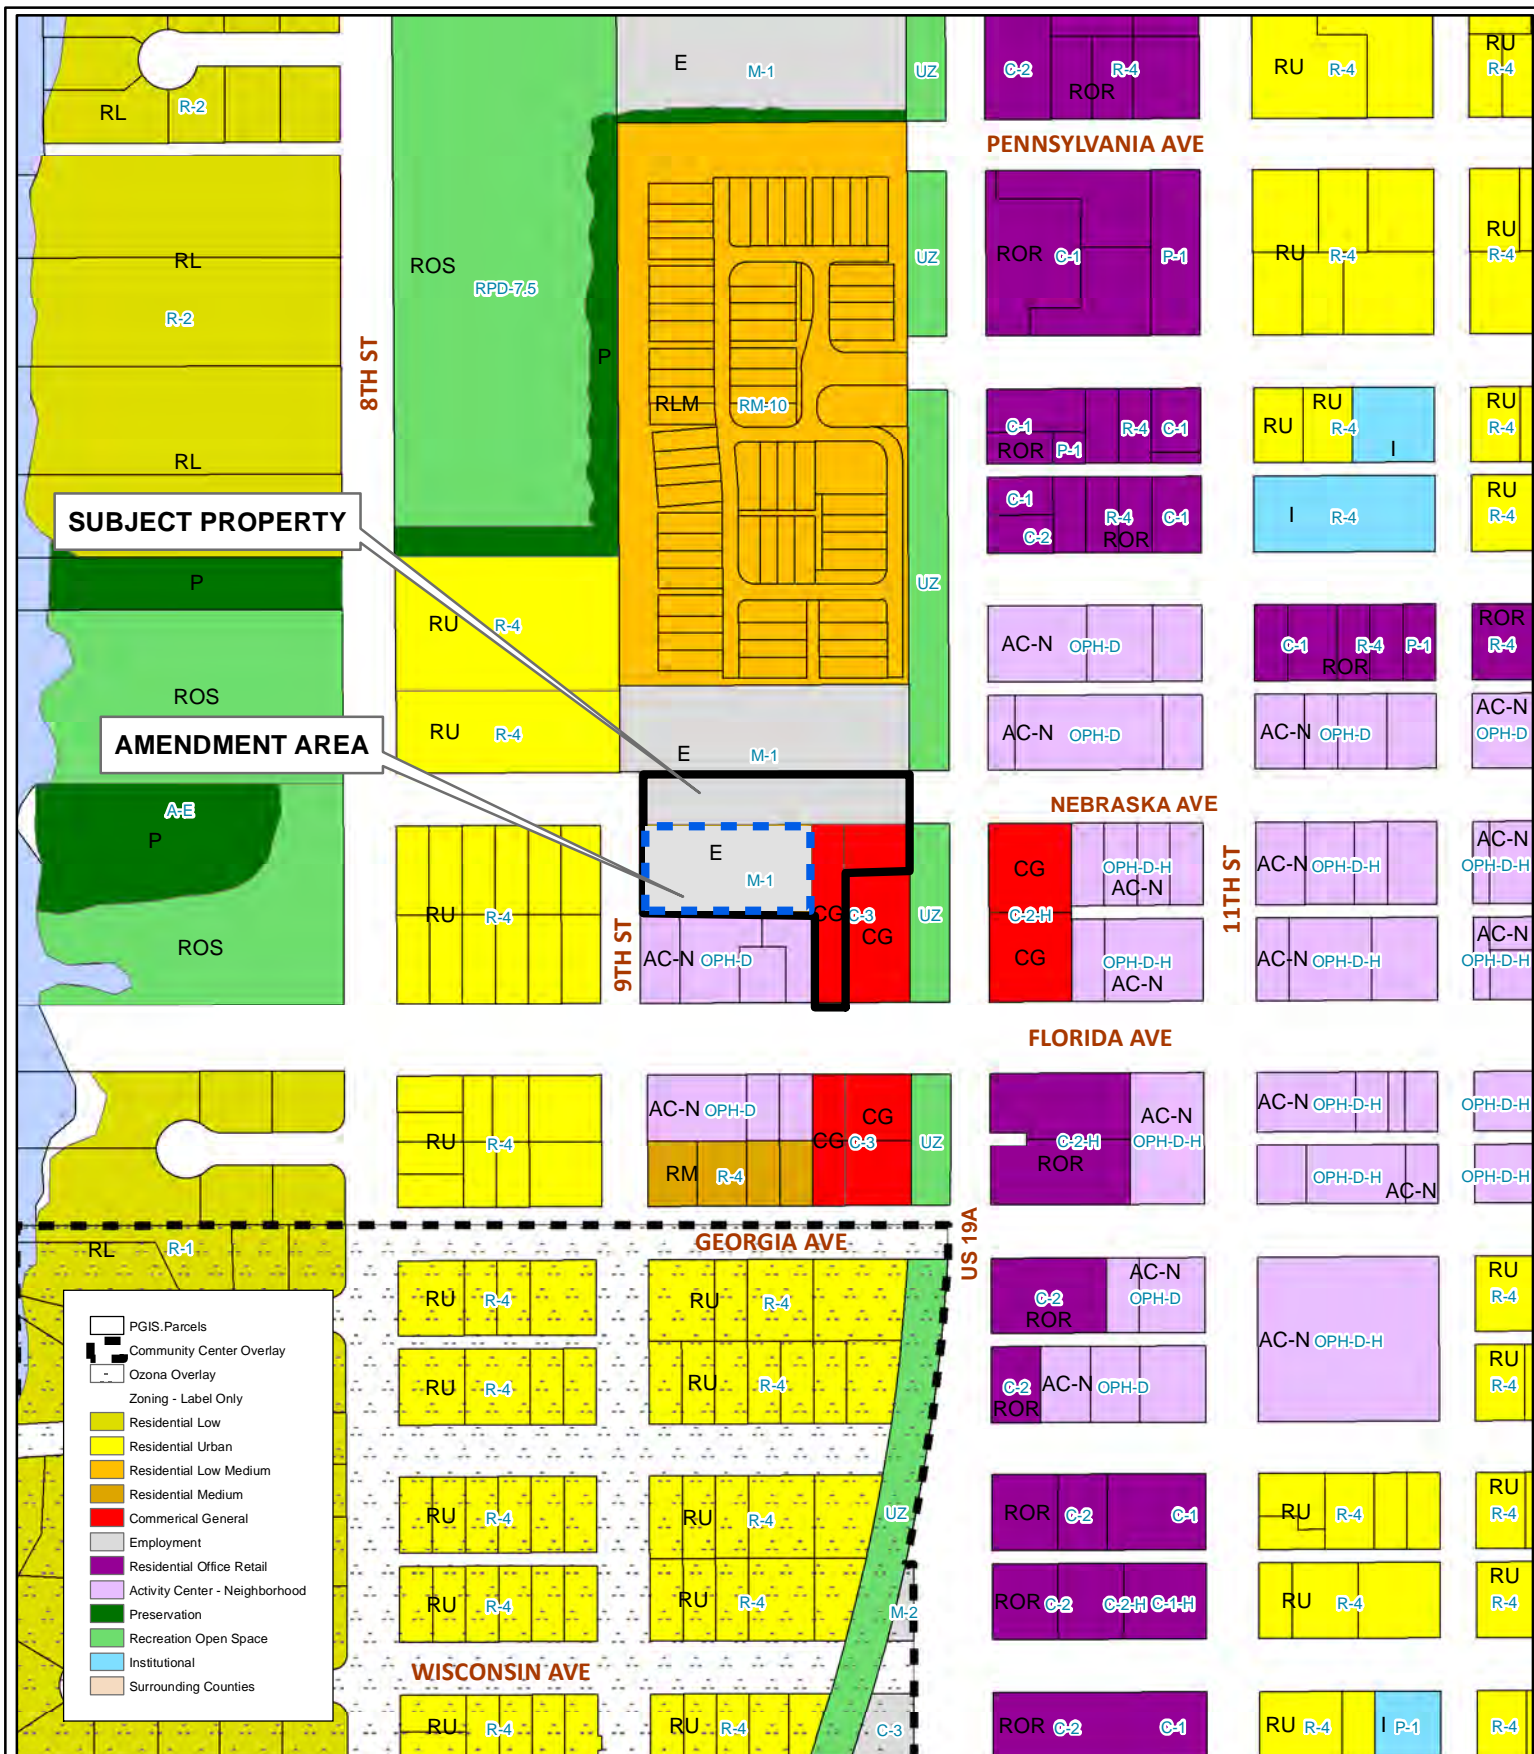 E
M-1
UZ
C-2
R-4
ROR
RU
R-4
RU
R-4
RL
R-2
PENNSYLVANIA AVE
RL
R-2
RL
8TH ST
ROS
RPD-7.5
P
RLM
RM-10
UZ
ROR
C-1
P-1
RU
R-4
RU
R-4
C-1
ROR
P-1
R-4
C-1
RU
RU
R-4
I
RU
R-4
C-1
C-2
R-4
ROR
C-1
I
R-4
RU
R-4
SUBJECT PROPERTY
P
RU
R-4
UZ
AC-N
OPH-D
C-1
R-4
P-1
ROR
ROR
R-4
ROS
AMENDMENT AREA
RU
R-4
E
M-1
AC-N
OPH-D
AC-N
OPH-D
AC-N
OPH-D
A-E
P
NEBRASKA AVE
E
M-1
CG
C-2-H
CG
OPH-D-H
AC-N
11TH ST
AC-N
OPH-D-H
AC-N
OPH-D-H
RU
R-4
9TH ST
CG
C-3
CG
UZ
ROS
AC-N
OPH-D
OPH-D-H
AC-N
AC-N
OPH-D-H
AC-N
OPH-D-H
FLORIDA AVE
RU
R-4
AC-N
OPH-D
CG
CG
C-3
UZ
RM
R-4
C-2-H
ROR
AC-N
OPH-D-H
AC-N
OPH-D-H
OPH-D-H
OPH-D-H
AC-N
OPH-D-H
RL
R-1
GEORGIA AVE
US 19A
RU
R-4
RU
R-4
C-2
ROR
AC-N
OPH-D
AC-N
OPH-D-H
RU
R-4
RU
R-4
RU
R-4
C-2
ROR
AC-N
OPH-D
RU
R-4
RU
R-4
RU
R-4
UZ
ROR
C-2
C-1
RU
R-4
RU
R-4
RU
R-4
RU
R-4
M-2
ROR
C-2
C-2-H
C-1-H
RU
R-4
RU
R-4
WISCONSIN AVE
RU
R-4
RU
R-4
C-3
ROR
C-2
C-1
RU
R-4
I
P-1
R-4
PGIS.Parcels
Community Center Overlay
Ozona Overlay
Zoning - Label Only
Residential Low
Residential Urban
Residential Low Medium
Residential Medium
Commerical General
Employment
Residential Office Retail
Activity Center - Neighborhood
Preservation
Recreation Open Space
Institutional
Surrounding Counties